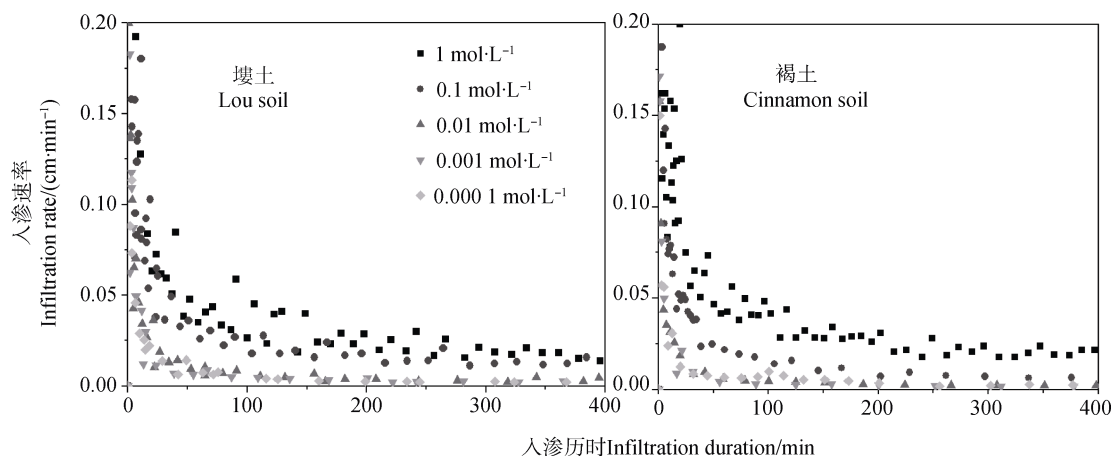 入渗速率
Infiltration rate/(cm·min⁻¹)
0.20
0.15
0.10
0.05
0.00
塿土
Lou soil
1 mol·L⁻¹
0.1 mol·L⁻¹
0.01 mol·L⁻¹
0.001 mol·L⁻¹
0.000 1 mol·L⁻¹
0
100
200
300
400
0.20
0.15
0.10
0.05
0.00
褐土
Cinnamon soil
0
100
200
300
400
入渗历时Infiltration duration/min